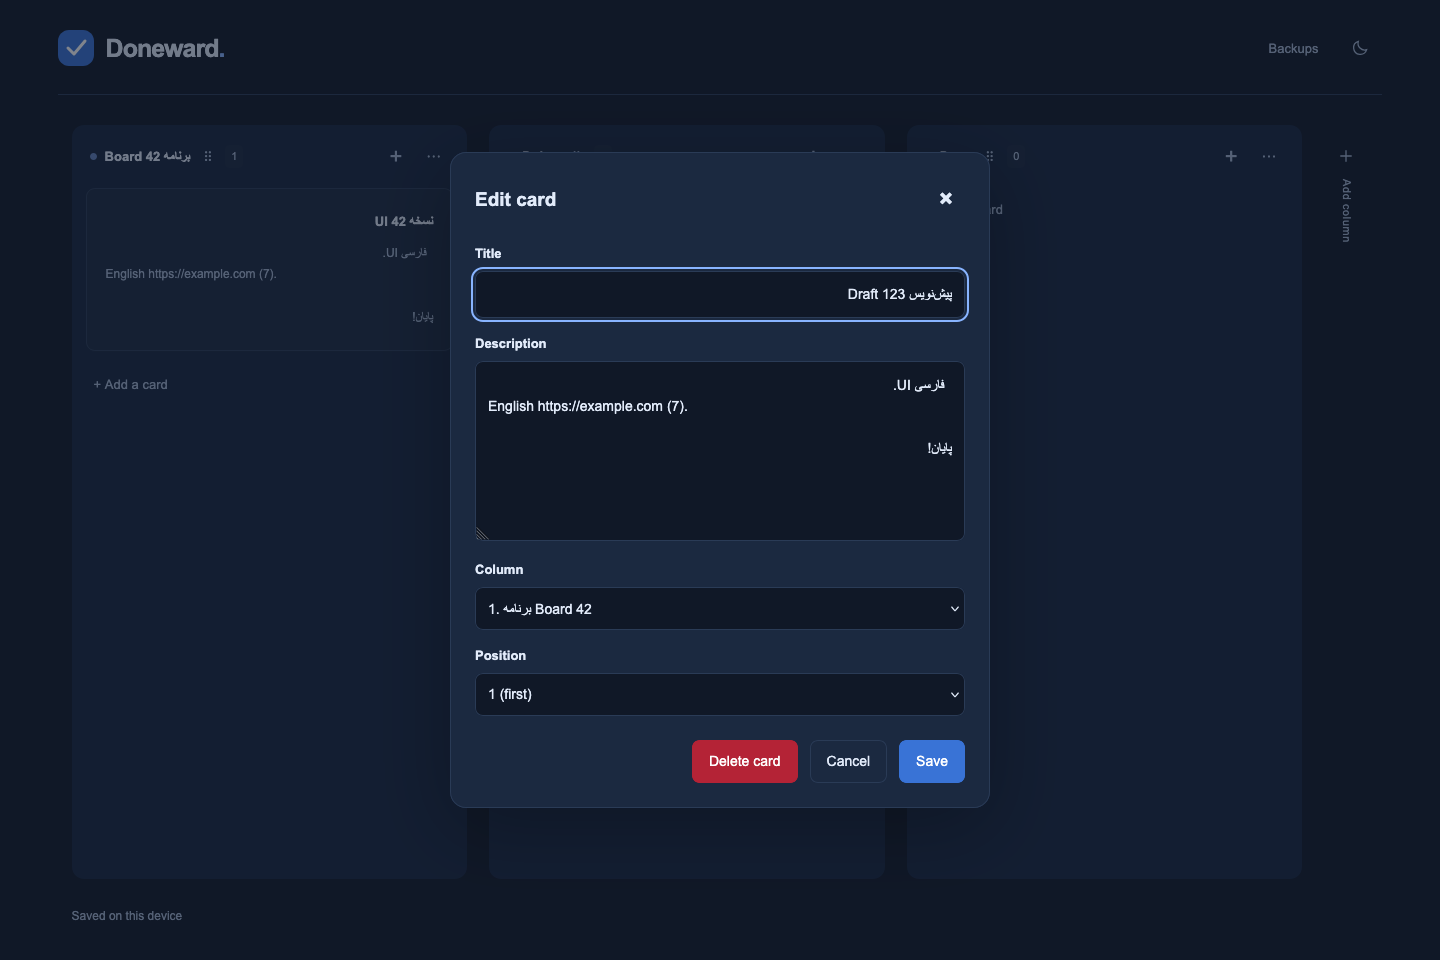 Doneward.
Backups
برنامه Board 42
1
نسخه UI 42
فارسی UI.
English https://example.com (7).
پایان!
+ Add a card
0
Add column
Edit card
Title
پیش‌نویس Draft 123
Description
فارسی UI.
English https://example.com (7).
پایان!
Column
1. برنامه Board 42
Position
1 (first)
Delete card
Cancel
Save
Saved on this device